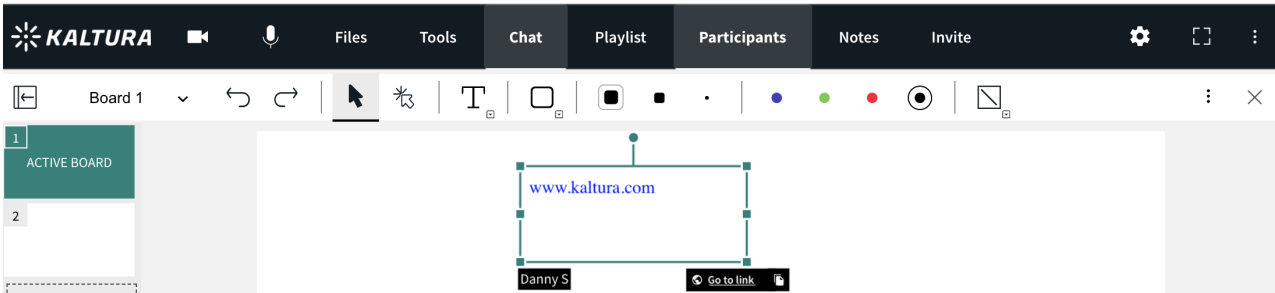 KALTURA Files Tools Chat Playlist Participants Notes Invite
Board 1 T
1
ACTIVE BOARD
2
www.kaltura.com
Danny S Go to link